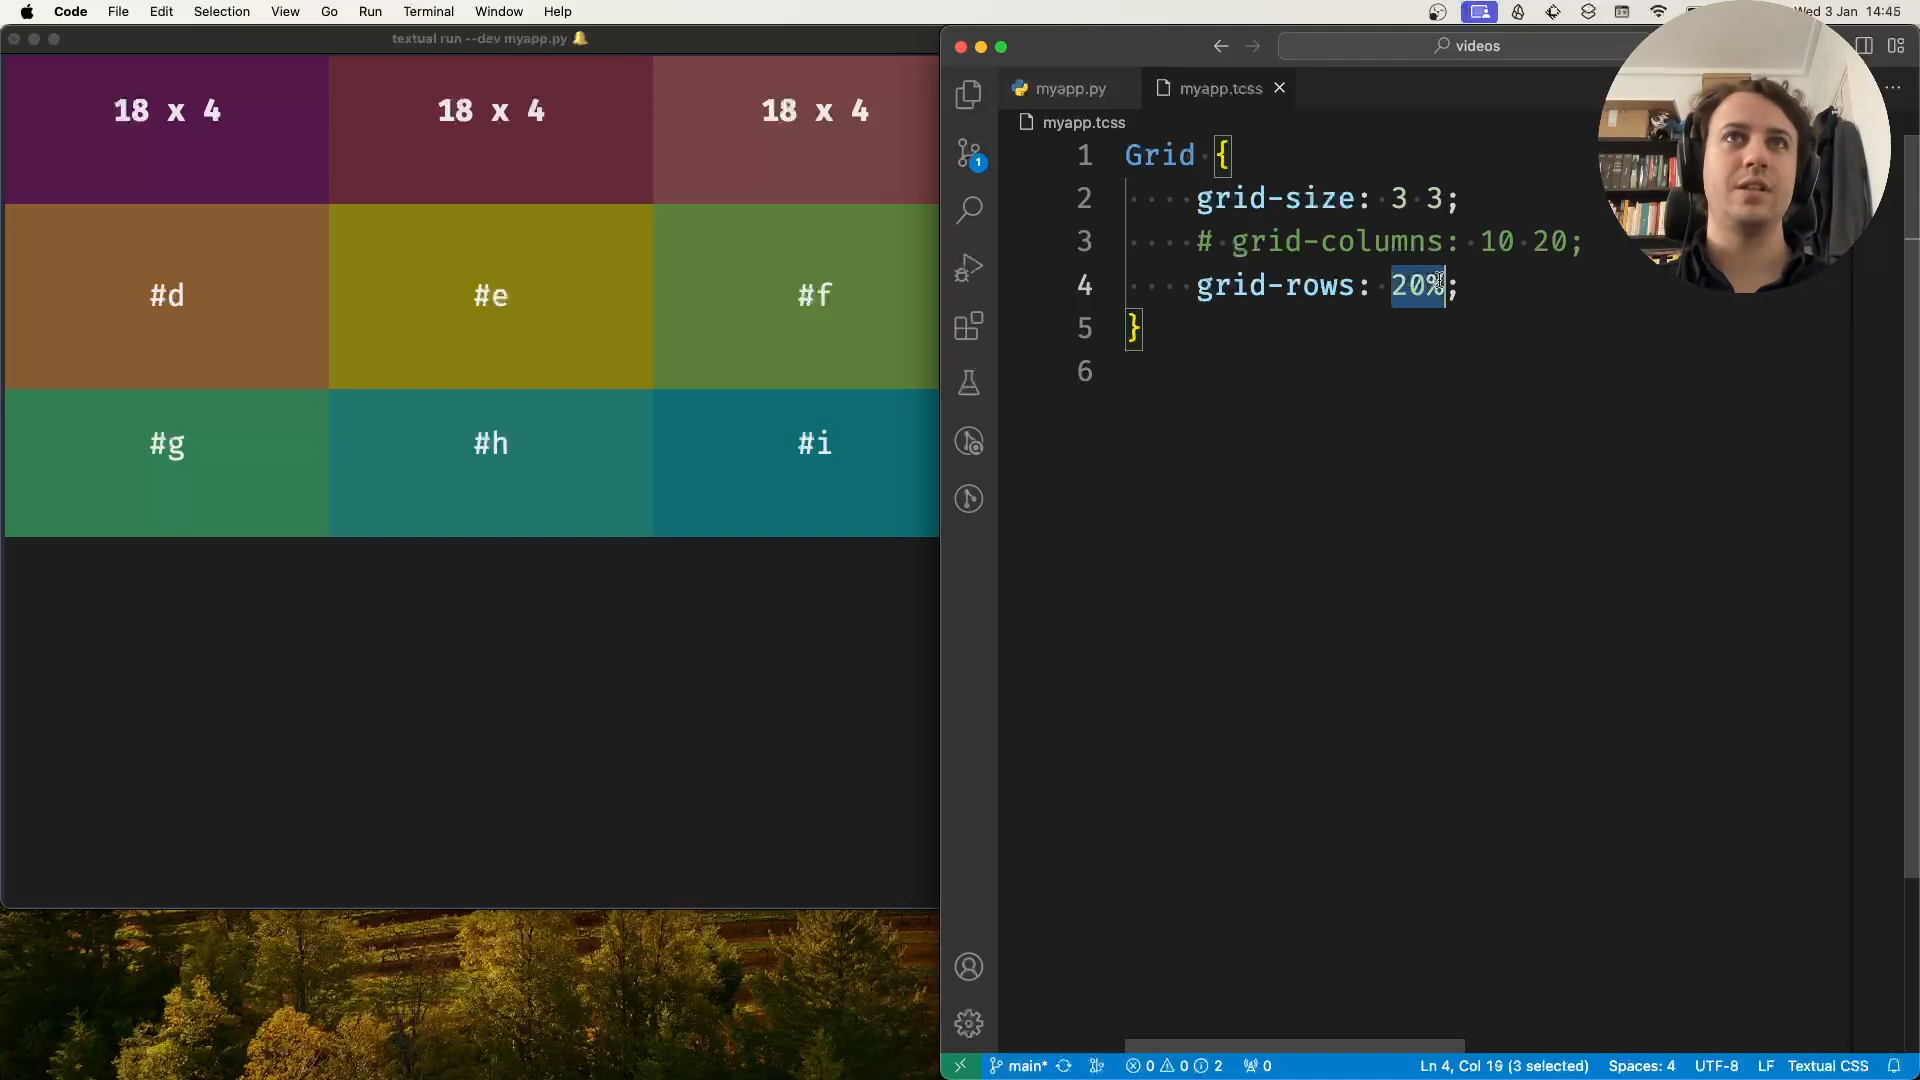 Code File Edit Selection View Go Run Terminal Window Help
Wed 3 Jan 14:45
textual run --dev myapp.py
videos
18 x 4 18 x 4 18 x 4
#d #e #f
#g #h #i
myapp.py myapp.tcss
myapp.tcss
1 Grid {
2 grid-size: 3 3;
3 # grid-columns: 10 20;
4 grid-rows: 20%;
5 }
6
1
main* 0 0 2 0 Ln 4, Col 19 (3 selected) Spaces: 4 UTF-8 LF Textual CSS